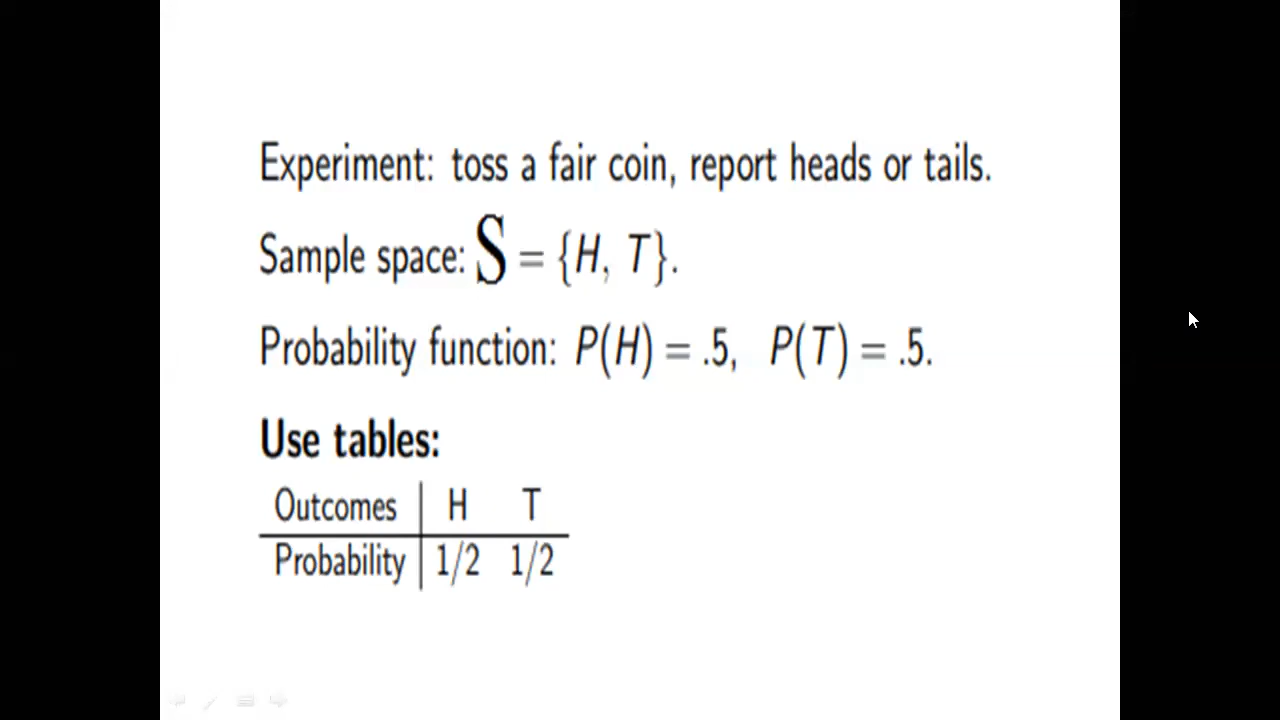 Experiment: toss a fair coin, report heads or tails.
Sample space: S = {H, T}.
Probability function: P(H) = .5, P(T) = .5.
Use tables:
Outcomes H T
Probability 1/2 1/2